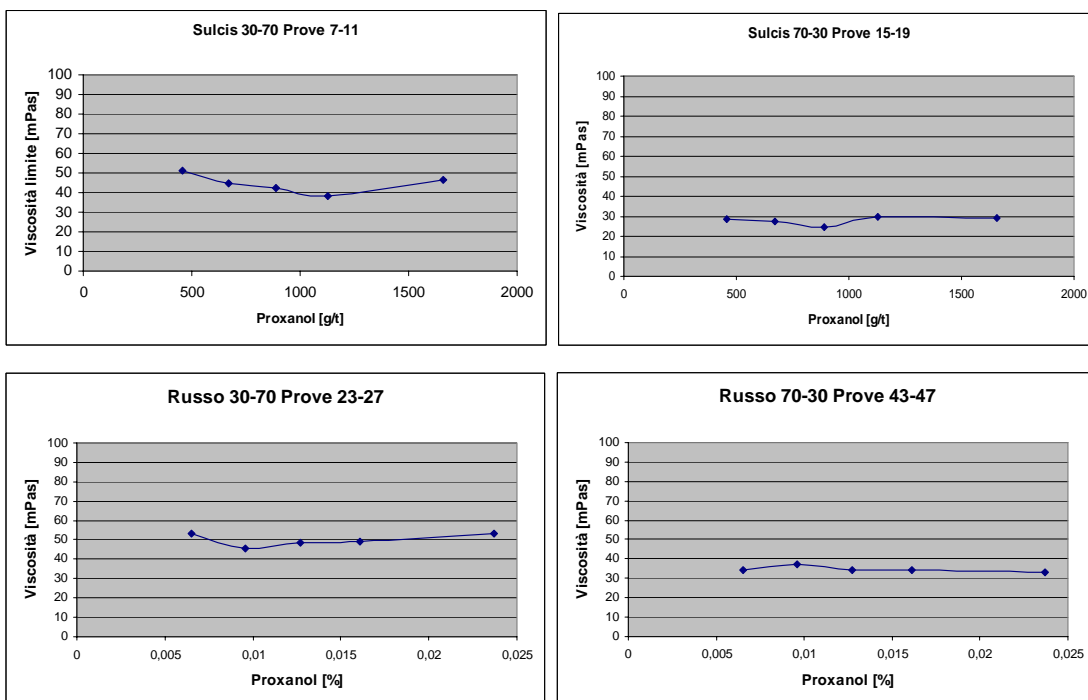 Sulcis 30-70 Prove 7-11
Viscosità limite [mPas]
100
90
80
70
60
50
40
30
20
10
0
0 500 1000 1500 2000
Proxanol [g/t]
Sulcis 70-30 Prove 15-19
Viscosità [mPas]
100
90
80
70
60
50
40
30
20
10
0
0 500 1000 1500 2000
Proxanol [g/t]
Russo 30-70 Prove 23-27
Viscosità [mPas]
100
90
80
70
60
50
40
30
20
10
0
0 0,005 0,01 0,015 0,02 0,025
Proxanol [%]
Russo 70-30 Prove 43-47
Viscosità [mPas]
100
90
80
70
60
50
40
30
20
10
0
0 0,005 0,01 0,015 0,02 0,025
Proxanol [%]